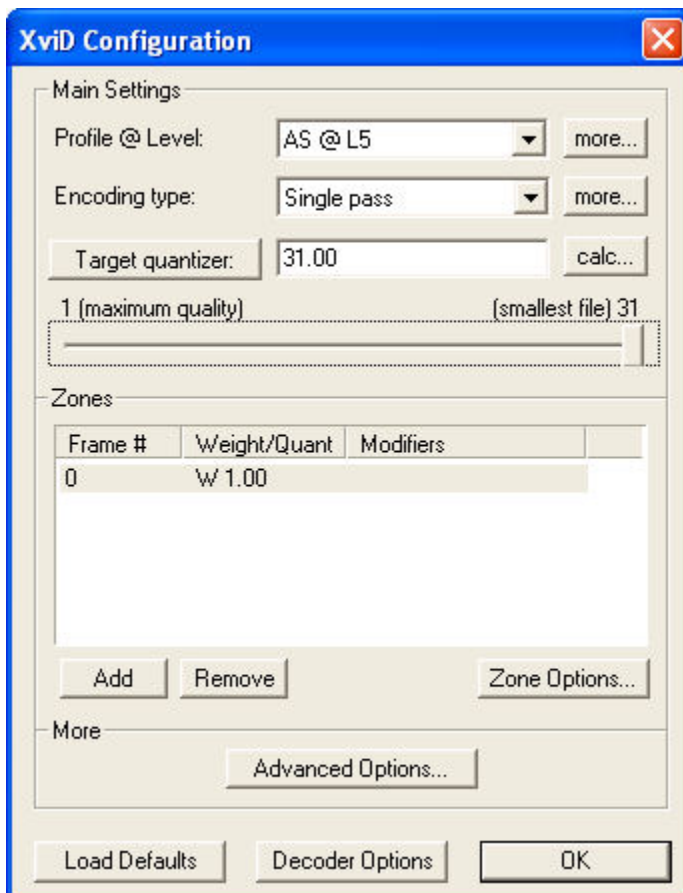 XviD Configuration
Main Settings
Profile @ Level: AS @ L5 more...
Encoding type: Single pass more...
Target quantizer: 31.00 calc...
1 (maximum quality) (smallest file) 31
Zones
Frame # Weight/Quant Modifiers
0 W 1.00
Add Remove Zone Options...
More
Advanced Options...
Load Defaults Decoder Options OK